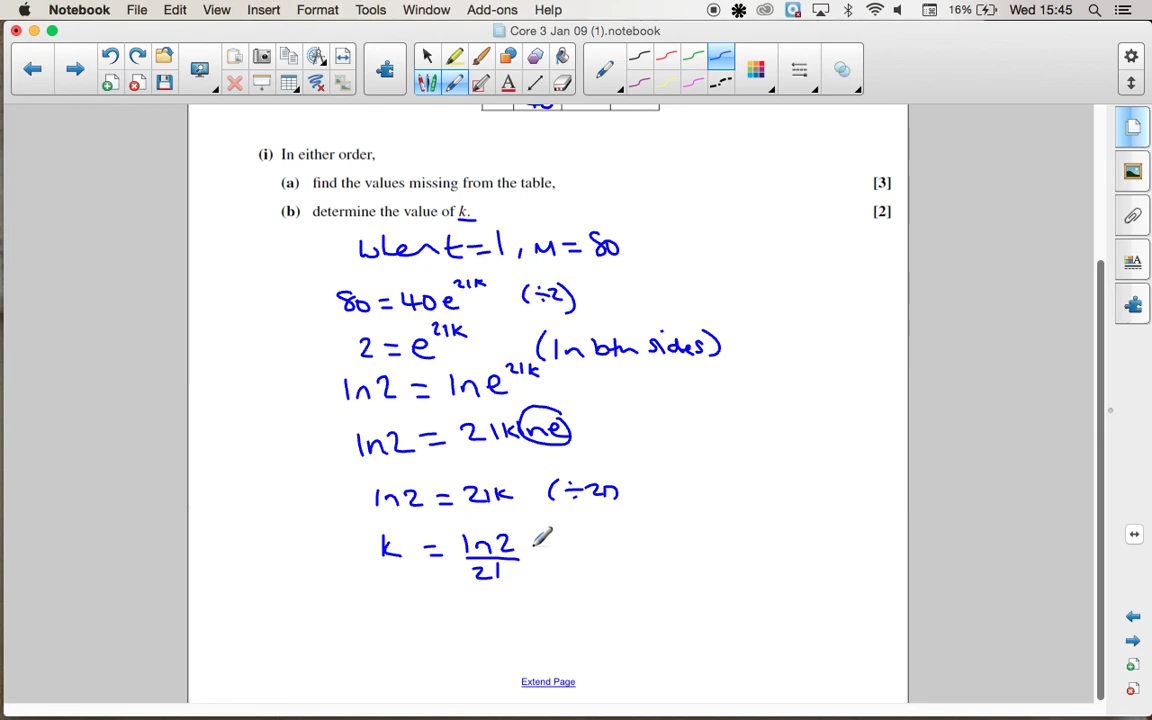 Notebook File Edit View Insert Format Tools Window Add-ons Help 16% Wed 15:45
Core 3 Jan 09 (1).notebook
40
(i) In either order,
(a) find the values missing from the table, [3]
(b) determine the value of k. [2]
when t=1, M=80
80=40e^21k (÷2)
2 = e^21k (ln bth sides)
ln2 = lne^21k
ln2 = 21k lne
ln2 = 21k (÷21)
k = ln2/21
Extend Page